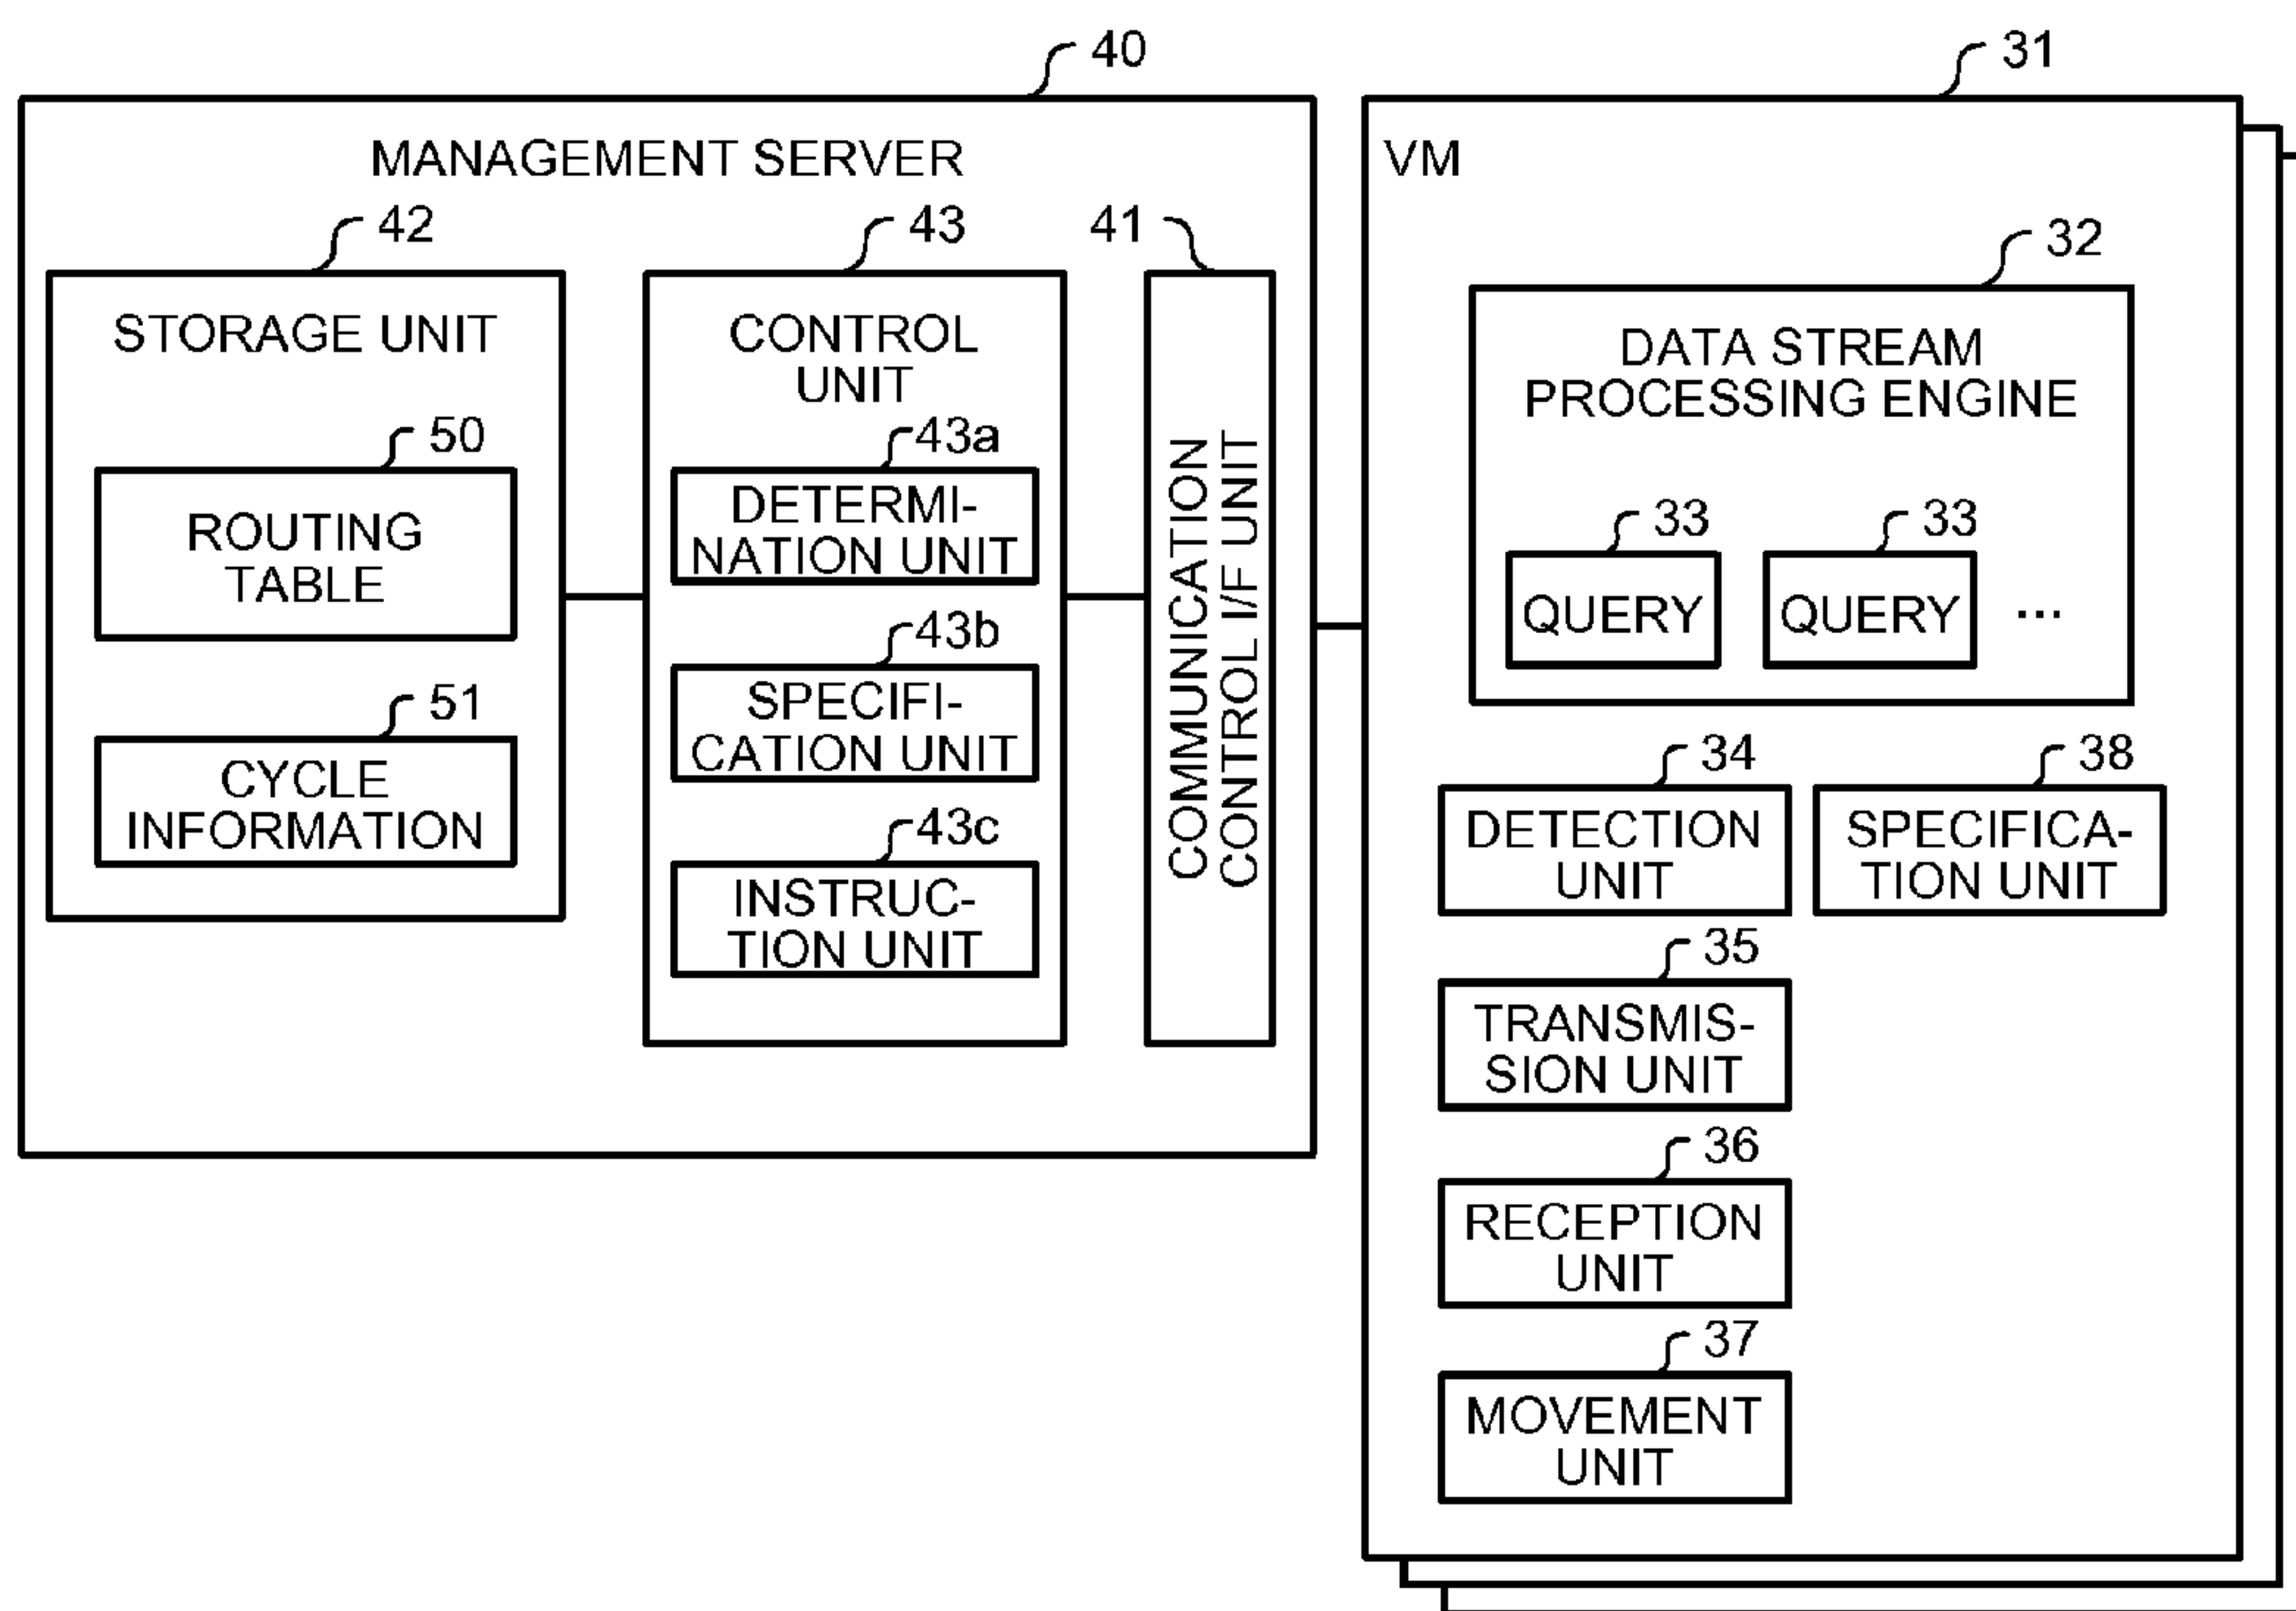 40
MANAGEMENT SERVER
42
STORAGE UNIT
50
ROUTING
TABLE
51
CYCLE
INFORMATION
43
CONTROL
UNIT
43a
DETERMI-
NATION UNIT
43b
SPECIFI-
CATION UNIT
43c
INSTRUC-
TION UNIT
41
COMMUNICATION
CONTROL I/F UNIT
31
VM
32
DATA STREAM
PROCESSING ENGINE
33
QUERY
33
QUERY
...
34
DETECTION
UNIT
38
SPECIFICA-
TION UNIT
35
TRANSMIS-
SION UNIT
36
RECEPTION
UNIT
37
MOVEMENT
UNIT